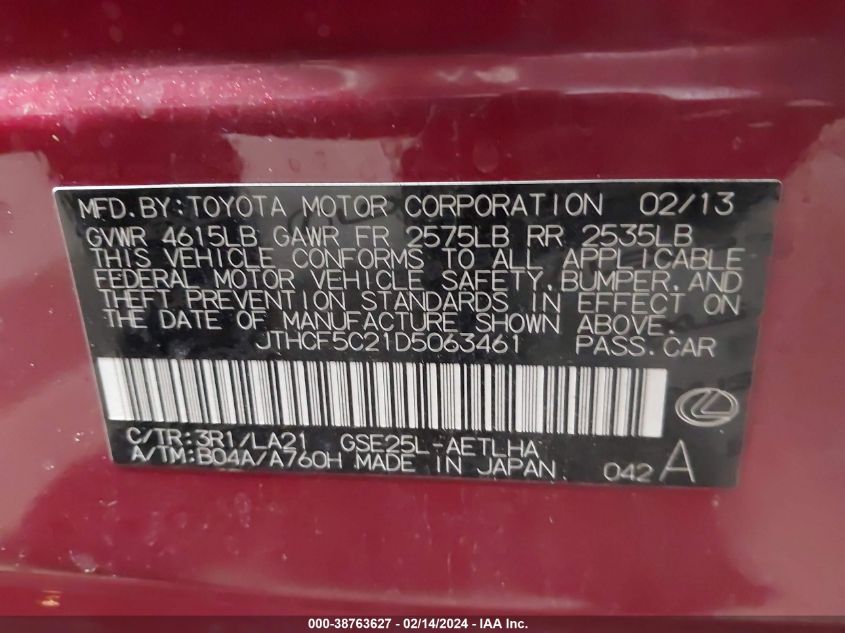 MFD.BY:TOYOTA MOTOR CORPORATION 02/13
GVWR 4615LB GAWR FR 2575LB RR 2535LB
THIS VEHICLE CONFORMS TO ALL APPLICABLE
FEDERAL MOTOR VEHICLE SAFETY,BUMPER,AND
THEFT PREVENTION STANDARDS IN EFFECT ON
THE DATE OF MANUFACTURE SHOWN ABOVE.
JTHCF5C21D5063461 PASS.CAR
C/TR:3R1/LA21 GSE25L-AETLHA
A/TM:B04A/A760H MADE IN JAPAN 042 A
000-38763627 - 02/14/2024 - IAA Inc.